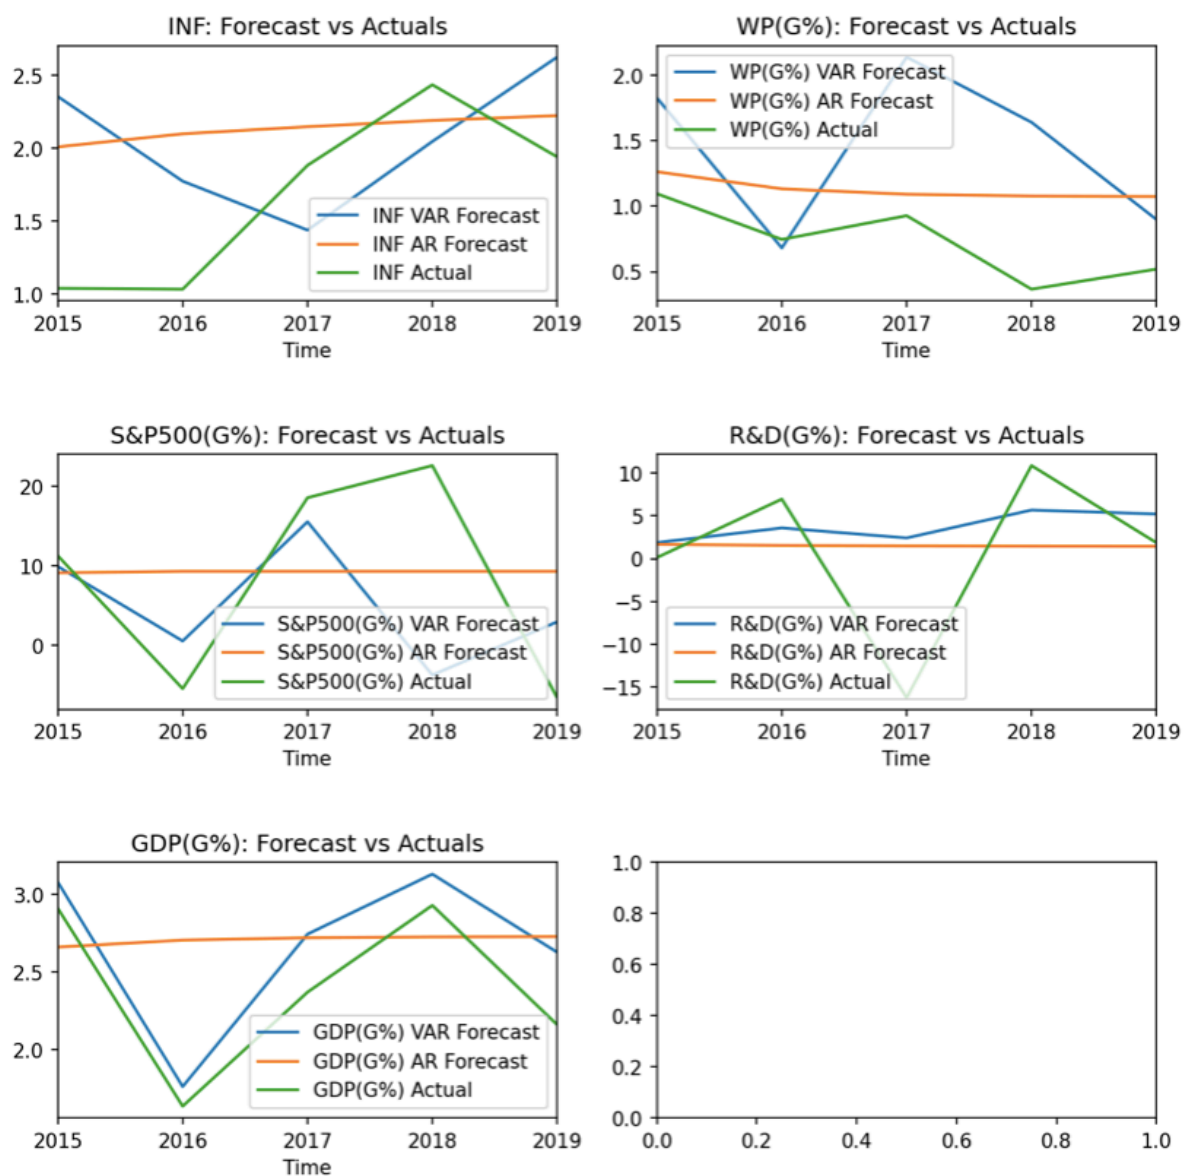 INF: Forecast vs Actuals
2.5
2.0
1.5
1.0
INF VAR Forecast
INF AR Forecast
INF Actual
2015 2016 2017 2018 2019
Time
WP(G%): Forecast vs Actuals
2.0
1.5
1.0
0.5
WP(G%) VAR Forecast
WP(G%) AR Forecast
WP(G%) Actual
2015 2016 2017 2018 2019
Time
S&P500(G%): Forecast vs Actuals
20
10
0
S&P500(G%) VAR Forecast
S&P500(G%) AR Forecast
S&P500(G%) Actual
2015 2016 2017 2018 2019
Time
R&D(G%): Forecast vs Actuals
10
5
0
−5
−10
−15
R&D(G%) VAR Forecast
R&D(G%) AR Forecast
R&D(G%) Actual
2015 2016 2017 2018 2019
Time
GDP(G%): Forecast vs Actuals
3.0
2.5
2.0
GDP(G%) VAR Forecast
GDP(G%) AR Forecast
GDP(G%) Actual
2015 2016 2017 2018 2019
Time
1.0
0.8
0.6
0.4
0.2
0.0
0.0 0.2 0.4 0.6 0.8 1.0